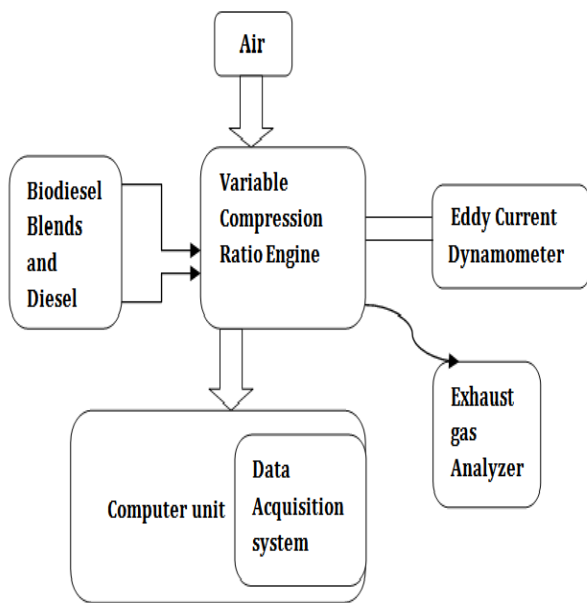 Air
Biodiesel
Blends
and
Diesel
Variable
Compression
Ratio Engine
Eddy Current
Dynamometer
Exhaust
gas
Analyzer
Computer unit
Data
Acquisition
system